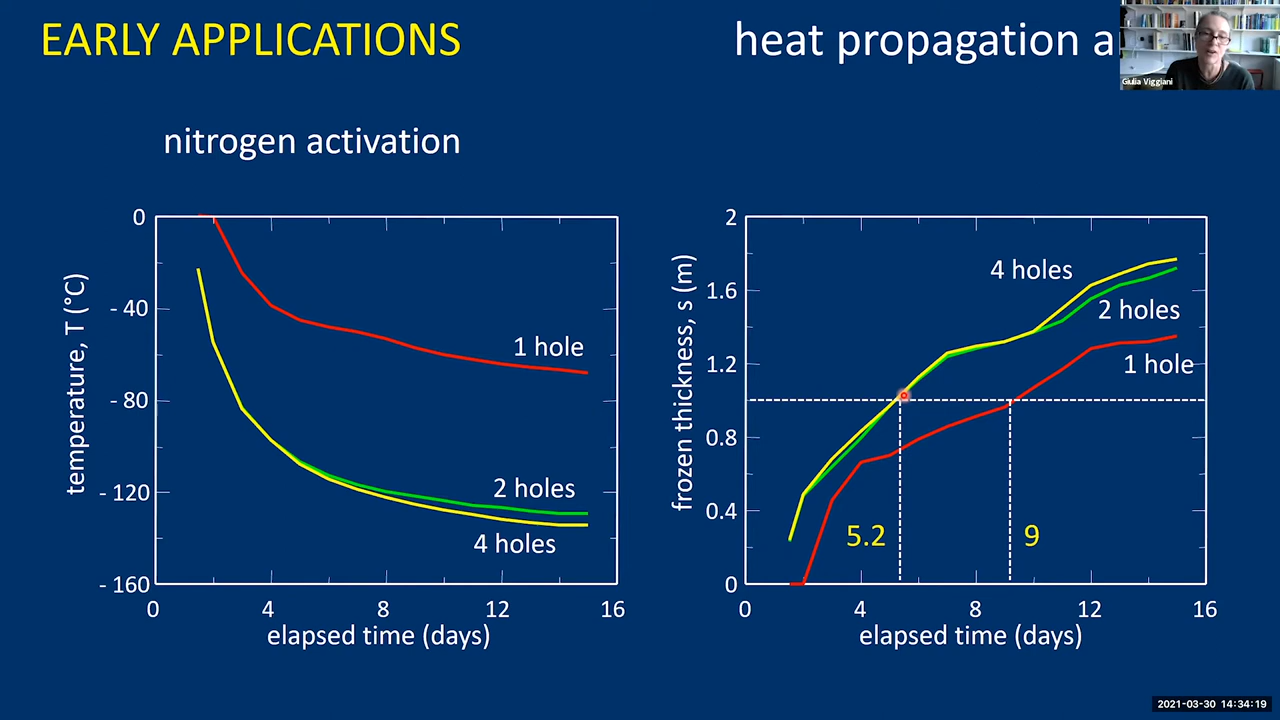 EARLY APPLICATIONS
heat propagation
Giulia Viggiani
nitrogen activation
temperature, T (°C)
0
- 40
- 80
- 120
- 160
1 hole
2 holes
4 holes
0 4 8 12 16
elapsed time (days)
frozen thickness, s (m)
2
1.6
1.2
0.8
0.4
0
4 holes
2 holes
1 hole
5.2
9
0 4 8 12 16
elapsed time (days)
2021-03-30 14:34:19